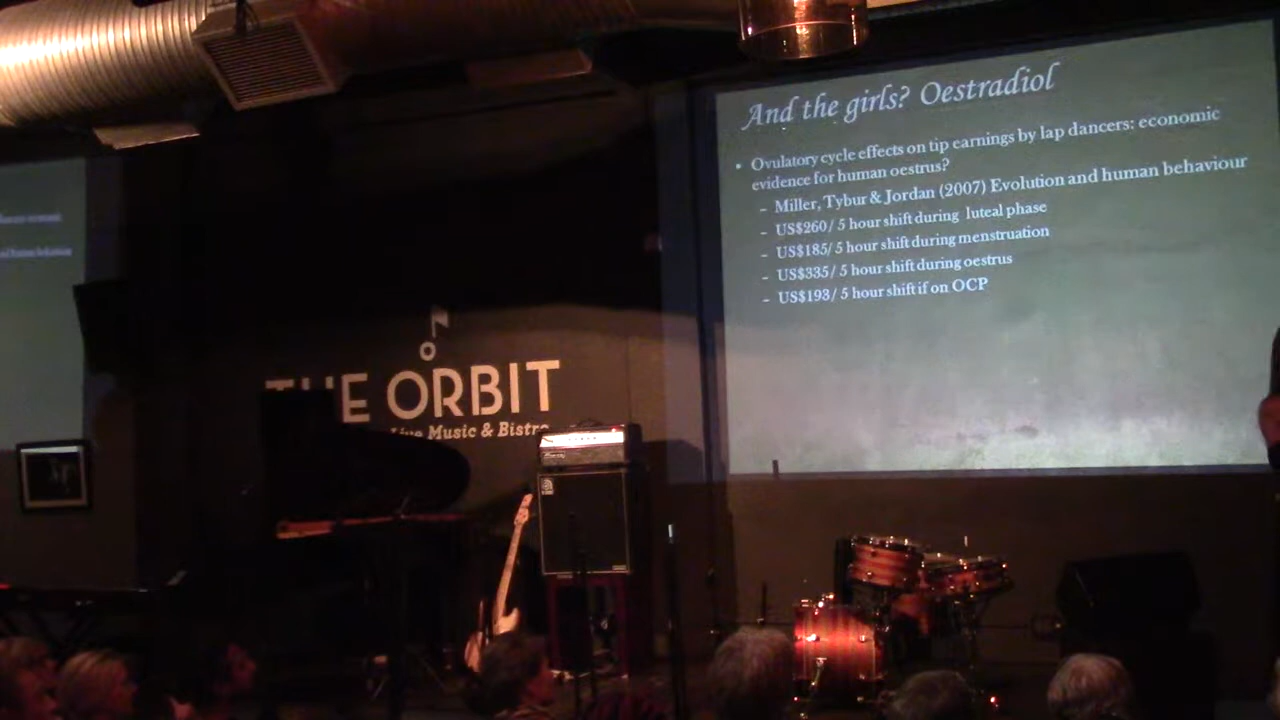 And the girls? Oestradiol
• Ovulatory cycle effects on tip earnings by lap dancers: economic
evidence for human oestrus?
– Miller, Tybur & Jordan (2007) Evolution and human behaviour
– US$260/ 5 hour shift during luteal phase
– US$185/ 5 hour shift during menstruation
– US$335/ 5 hour shift during oestrus
– US$193/ 5 hour shift if on OCP
THE ORBIT
Live Music & Bistro